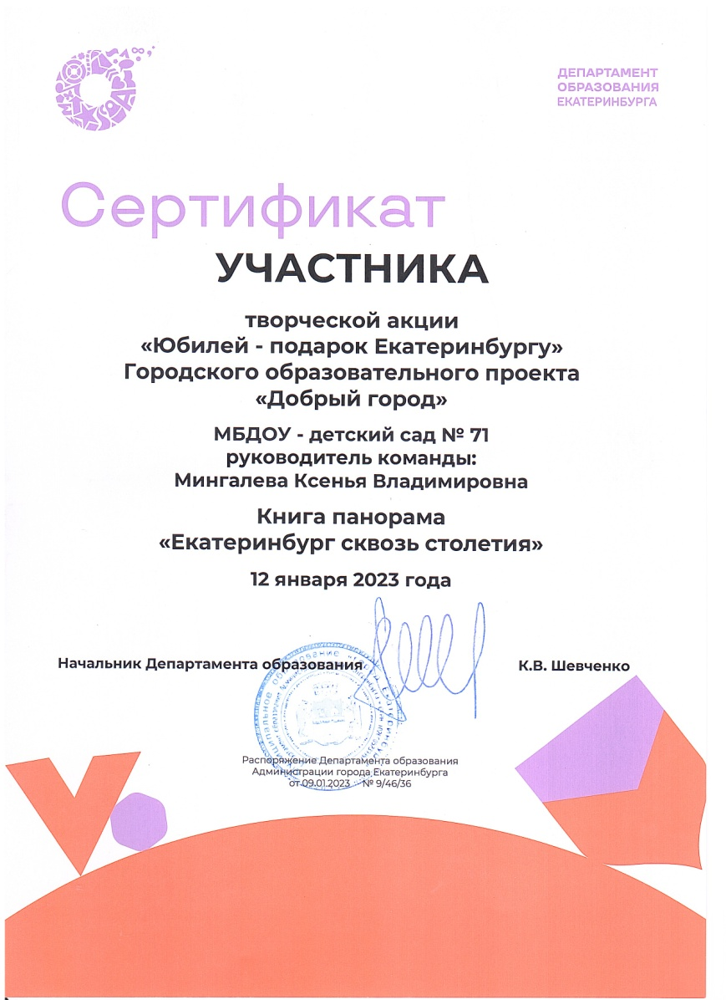 ДЕПАРТАМЕНТ
ОБРАЗОВАНИЯ
ЕКАТЕРИНБУРГА
Сертификат
УЧАСТНИКА
творческой акции
«Юбилей - подарок Екатеринбургу»
Городского образовательного проекта
«Добрый город»
МБДОУ - детский сад № 71
руководитель команды:
Мингалева Ксенья Владимировна
Книга панорама
«Екатеринбург сквозь столетия»
12 января 2023 года
Начальник Департамента образования
К.В. Шевченко
Распоряжение Департамента образования
Администрации города Екатеринбурга
от 09.01.2023 № 9/46/36